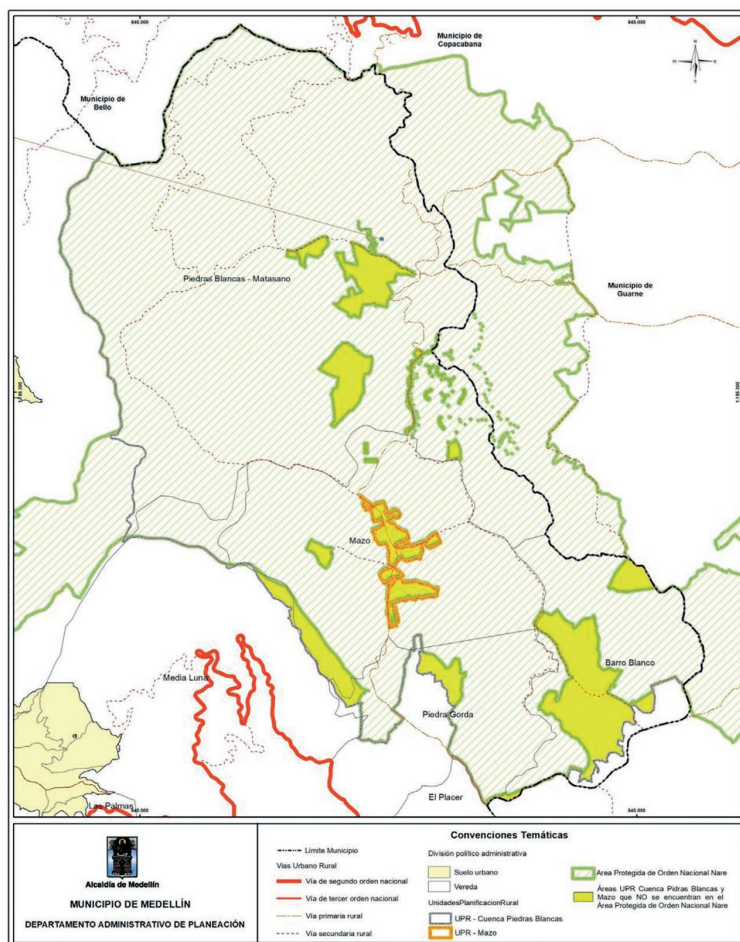 840.000
845.000
Municipio de
Copacabana
N
W E
S
Municipio de
Bello
Piedras Blancas - Matasano
Municipio de
Guarne
1.185.000
1.185.000
Mazo
Media Luna
Barro Blanco
Piedra Gorda
Las Palmas
El Placer
840.000
845.000
Alcaldía de Medellín
MUNICIPIO DE MEDELLÍN
DEPARTAMENTO ADMINISTRATIVO DE PLANEACIÓN
Convenciones Temáticas
Límite Municipio
Vias Urbano Rural
Vía de segundo orden nacional
Vía de tercer orden nacional
Vía primaria rural
Vía secundaria rural
División político administrativa
Suelo urbano
Vereda
UnidadesPlanificacionRural
UPR - Cuenca Piedras Blancas
UPR - Mazo
Área Protegida de Orden Nacional Nare
Áreas UPR Cuenca Pidras Blancas y
Mazo que NO se encuentran en el
Área Protegida de Orden Nacional Nare